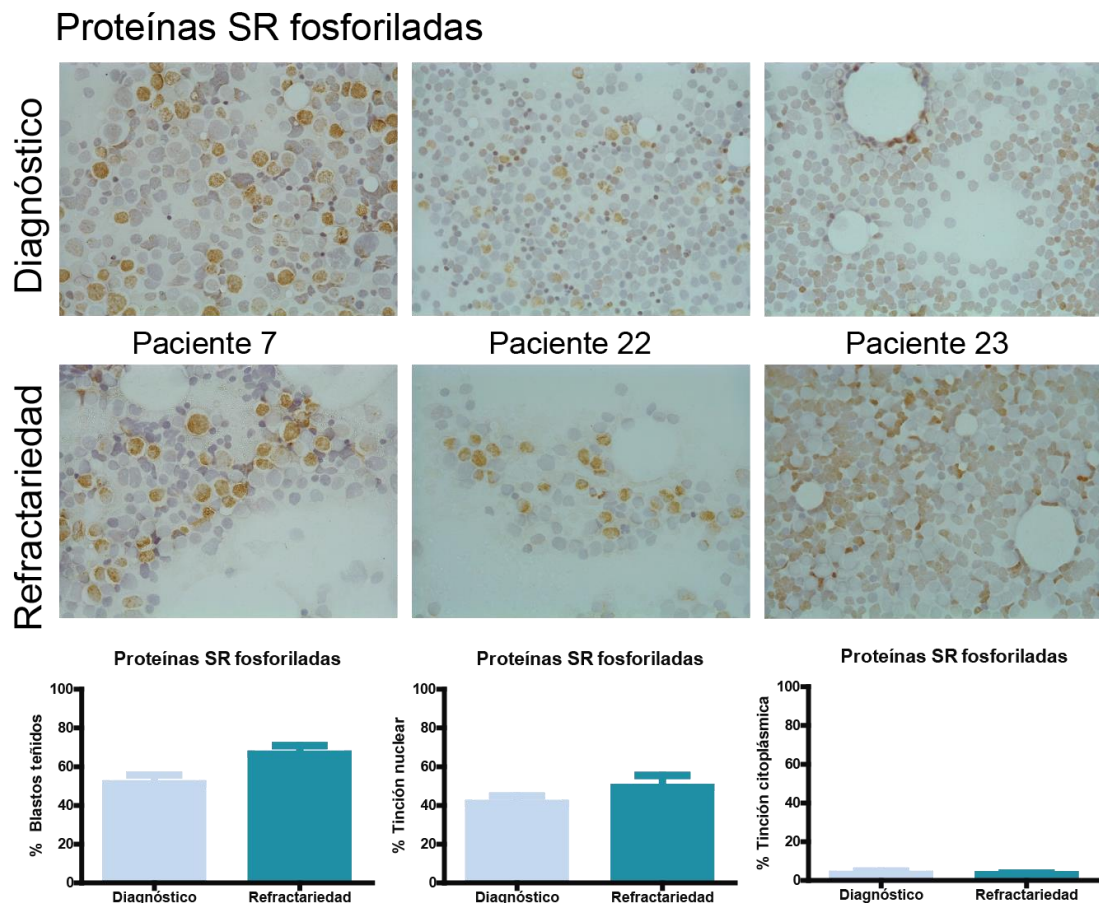 Proteínas SR fosforiladas
Diagnóstico
Paciente 7
Paciente 22
Paciente 23
Refractariedad
Proteínas SR fosforiladas
% Blastos teñidos
100
80
60
40
20
0
Diagnóstico
Refractariedad
Proteínas SR fosforiladas
% Tinción nuclear
100
80
60
40
20
0
Diagnóstico
Refractariedad
Proteínas SR fosforiladas
% Tinción citoplásmica
100
80
60
40
20
0
Diagnóstico
Refractariedad